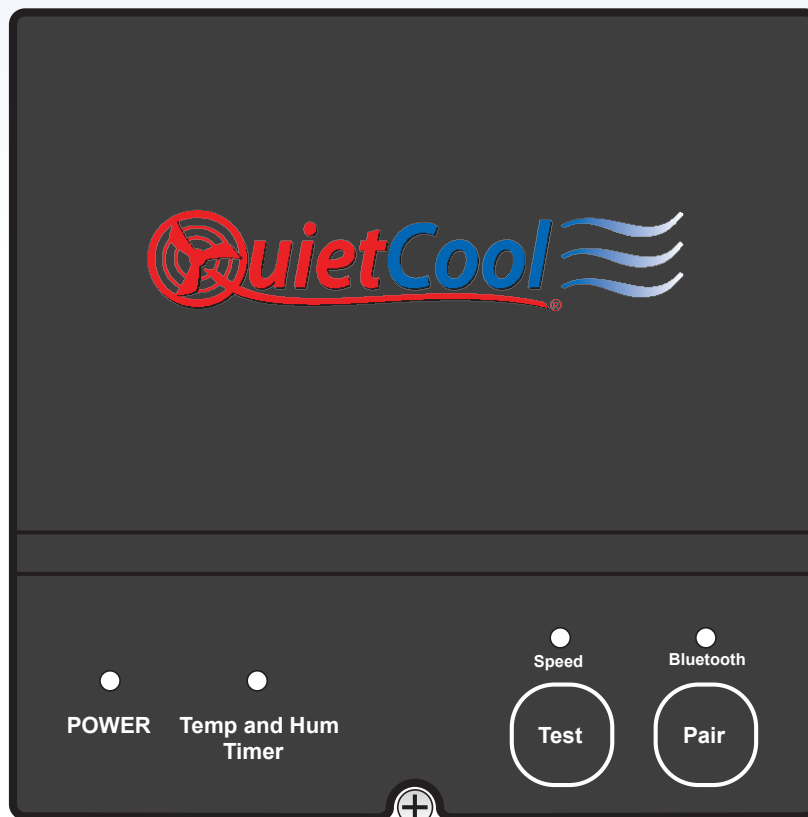 QuietCool®
Speed
Bluetooth
POWER
Temp and Hum
Timer
Test
Pair